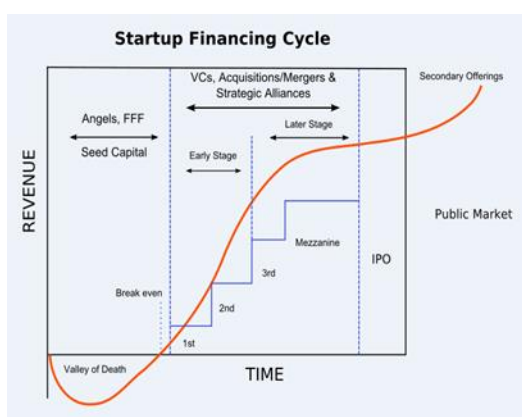 Startup Financing Cycle
VCs, Acquisitions/Mergers &
Strategic Alliances
Secondary Offerings
Angels, FFF
Seed Capital
Later Stage
Early Stage
REVENUE
Public Market
Mezzanine
IPO
3rd
Break even
2nd
1st
Valley of Death
TIME